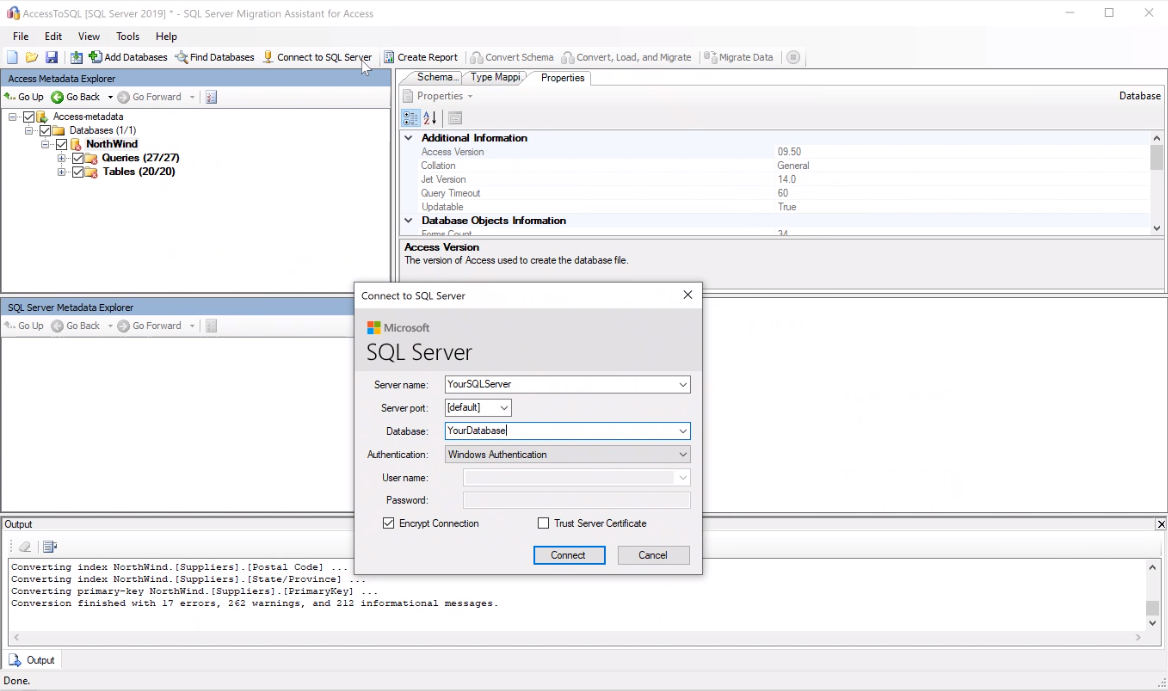 AccessToSQL [SQL Server 2019] * - SQL Server Migration Assistant for Access
File Edit View Tools Help
Add Databases Find Databases Connect to SQL Server Create Report Convert Schema Convert, Load, and Migrate Migrate Data
Access Metadata Explorer
Go Up Go Back Go Forward
Access-metadata
Databases (1/1)
NorthWind
Queries (27/27)
Tables (20/20)
Schema... Type Mappi. Properties
Properties Database
Additional Information
Access Version 09.50
Collation General
Jet Version 14.0
Query Timeout 60
Updatable True
Database Objects Information
Forms Count 34
Access Version
The version of Access used to create the database file.
SQL Server Metadata Explorer
Go Up Go Back Go Forward
Connect to SQL Server
Microsoft
SQL Server
Server name: YourSQLServer
Server port: [default]
Database: YourDatabase
Authentication: Windows Authentication
User name:
Password:
Encrypt Connection Trust Server Certificate
Connect Cancel
Output
Converting index NorthWind.[Suppliers].[Postal Code] ...
Converting index NorthWind.[Suppliers].[State/Province] ...
Converting primary-key NorthWind.[Suppliers].[PrimaryKey] ...
Conversion finished with 17 errors, 262 warnings, and 212 informational messages.
Output
Done.